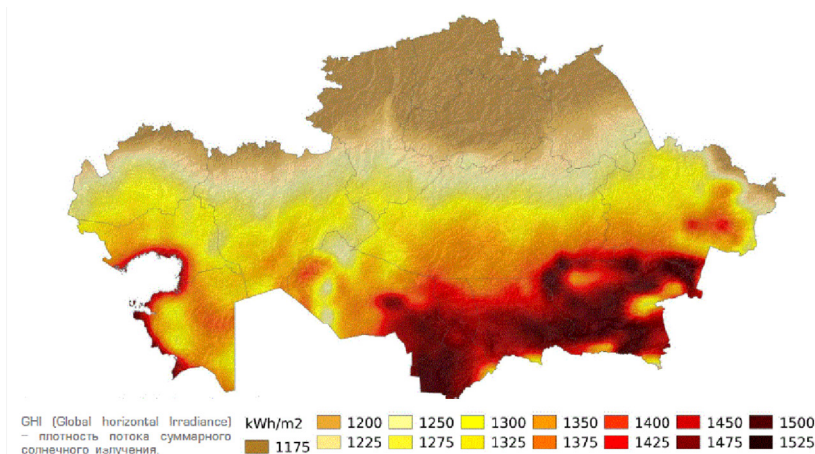 GHI (Global horizontal Irradiance)
– плотность потока суммарного
солнечного излучения.
kWh/m2 1200 1250 1300 1350 1400 1450 1500
1175 1225 1275 1325 1375 1425 1475 1525